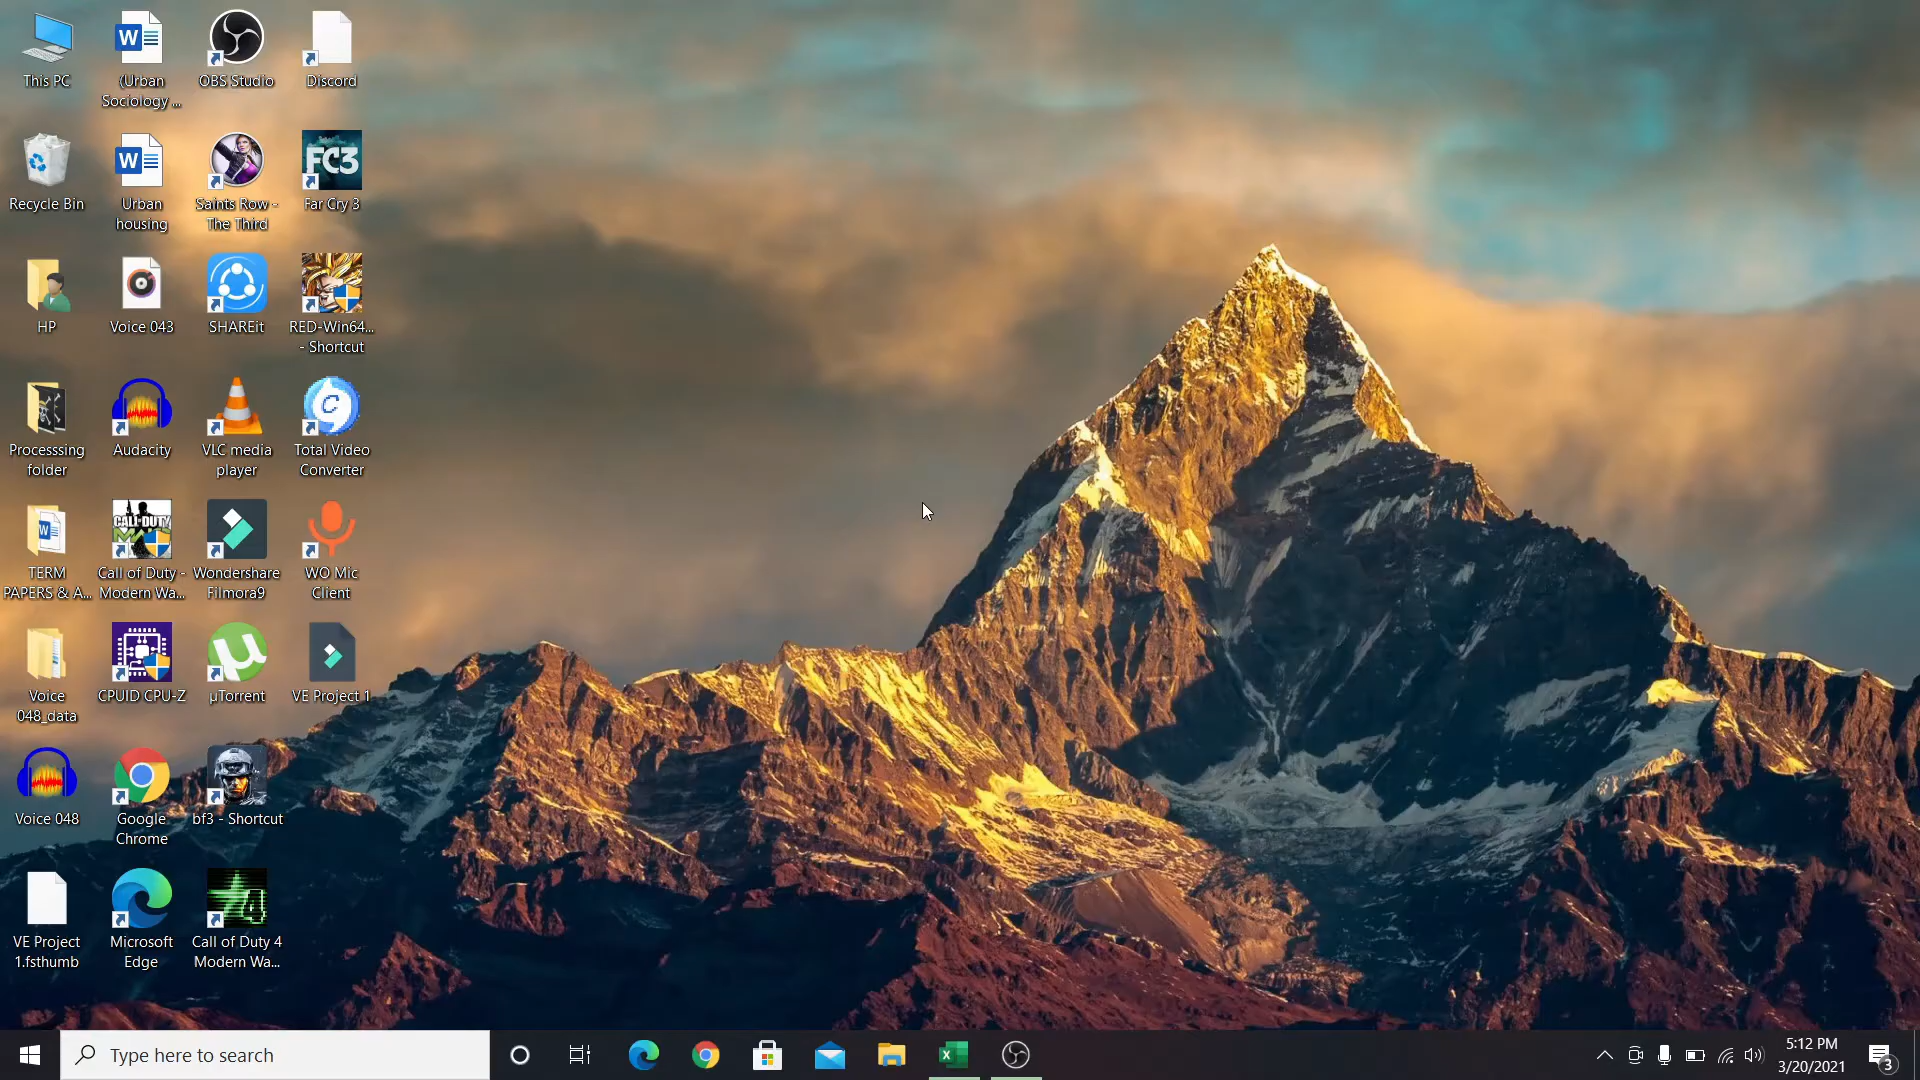 This PC
(Urban
Sociology ...
OBS Studio
Discord
Recycle Bin
Urban
housing
Saints Row -
The Third
FC3
Far Cry 3
HP
Voice 043
SHAREit
RED-Win64...
- Shortcut
Processsing
folder
Audacity
VLC media
player
Total Video
Converter
TERM
PAPERS & A...
CALL OF DUTY
Call of Duty -
Modern Wa...
Wondershare
Filmora9
WO Mic
Client
Voice
048_data
CPUID CPU-Z
µTorrent
VE Project 1
Voice 048
Google
Chrome
bf3 - Shortcut
VE Project
1.fsthumb
Microsoft
Edge
4
Call of Duty 4
Modern Wa...
Type here to search
5:12 PM
3/20/2021
3